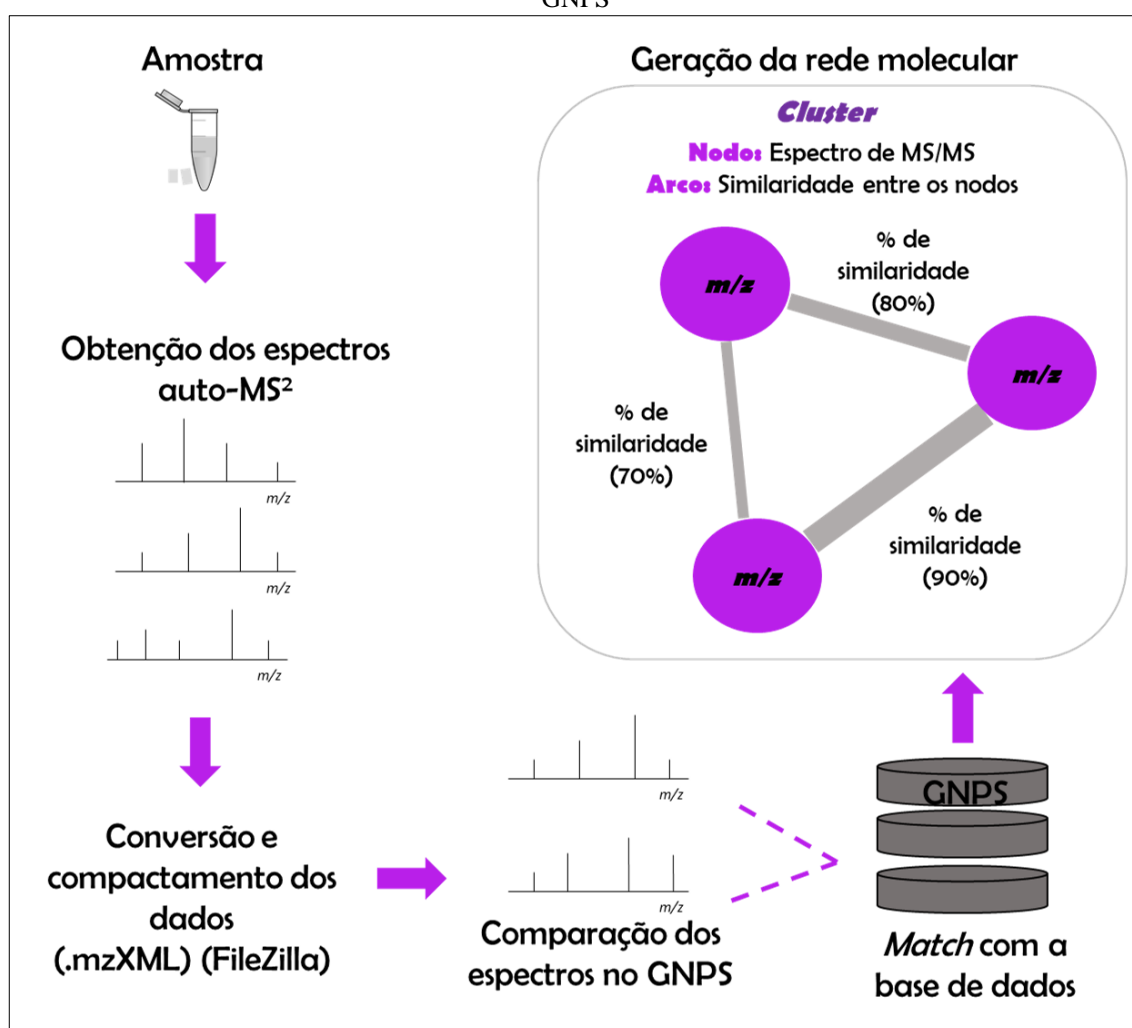 GNPS
Amostra
Obtenção dos espectros
auto-MS²
m/z
m/z
m/z
Conversão e
compactamento dos
dados
(.mzXML) (FileZilla)
m/z
m/z
Comparação dos
espectros no GNPS
GNPS
Match com a
base de dados
Geração da rede molecular
Cluster
Nodo: Espectro de MS/MS
Arco: Similaridade entre os nodos
m/z
% de
similaridade
(80%)
m/z
% de
similaridade
(70%)
m/z
% de
similaridade
(90%)